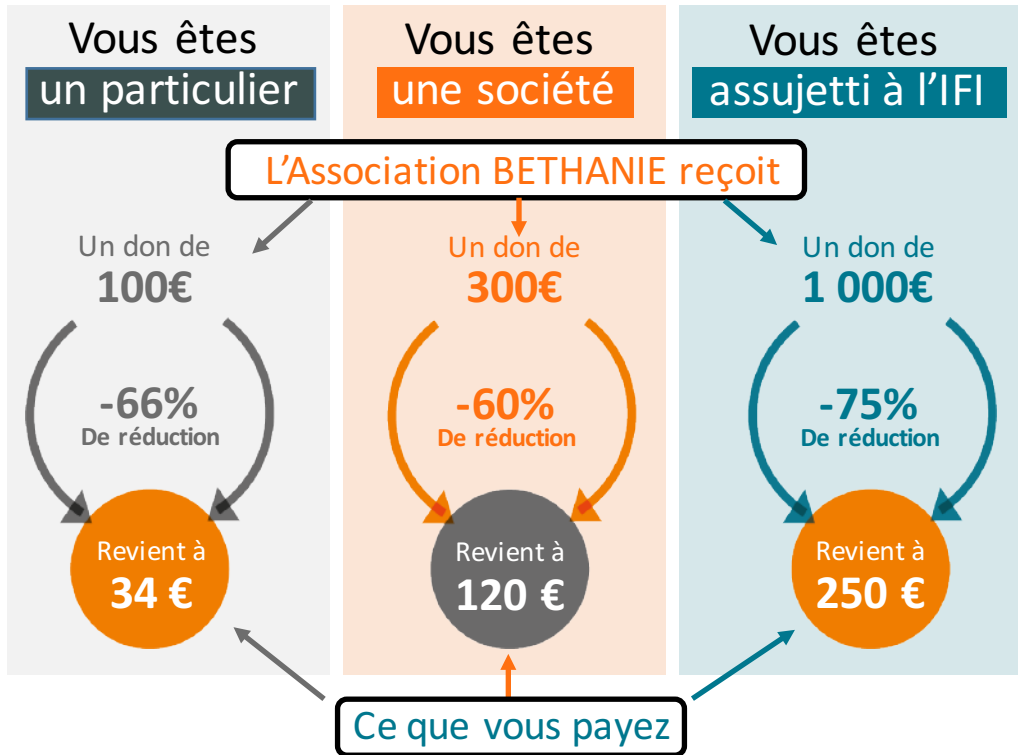 Vous êtes
un particulier
Vous êtes
une société
Vous êtes
assujetti à l'IFI
L'Association BETHANIE reçoit
Un don de
100€
Un don de
300€
Un don de
1 000€
-66%
De réduction
-60%
De réduction
-75%
De réduction
Revient à
34 €
Revient à
120 €
Revient à
250 €
Ce que vous payez